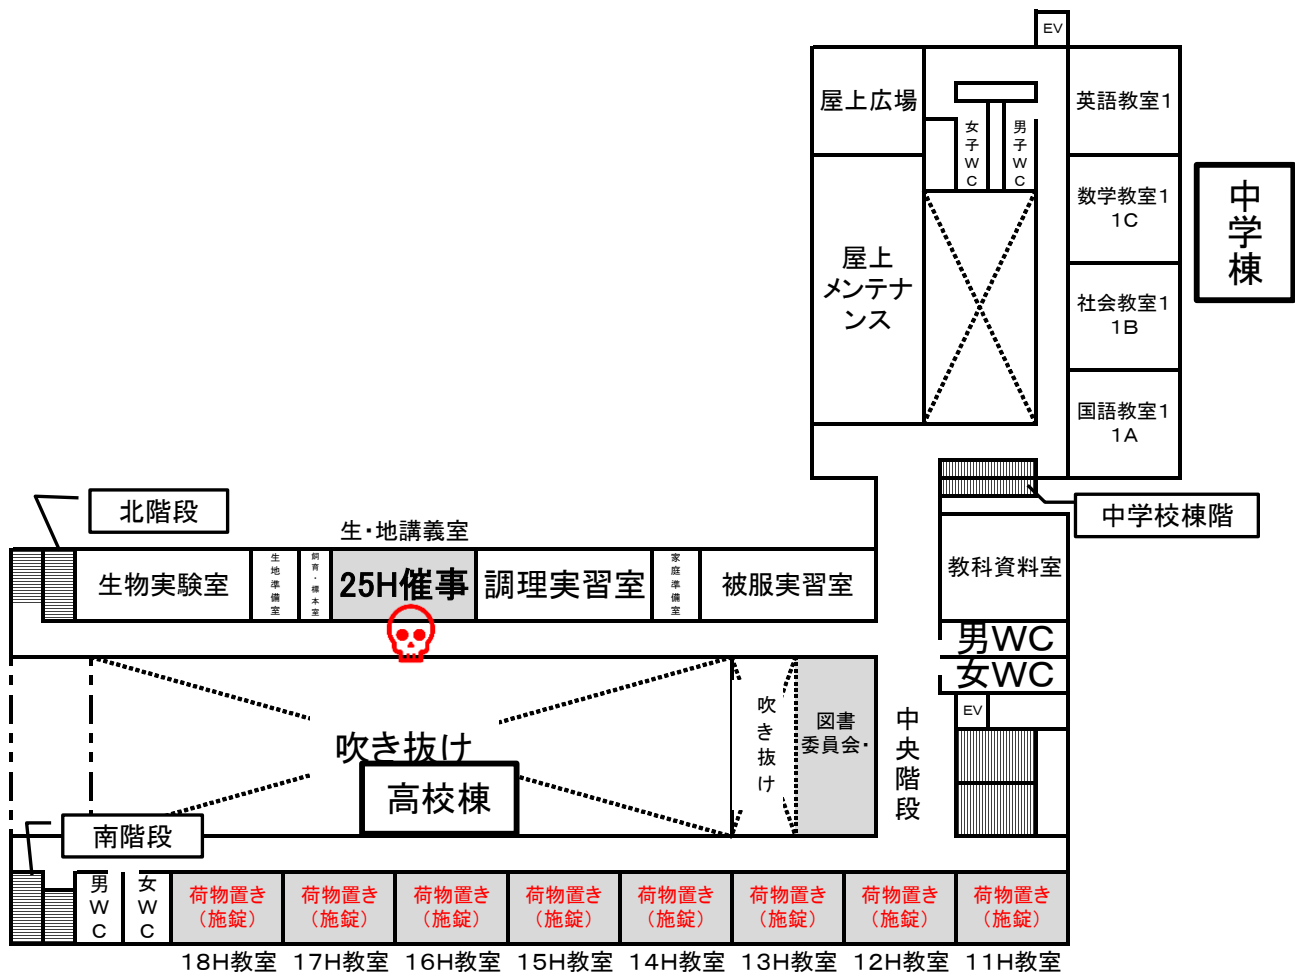 EV
屋上広場
女子WC
男子WC
英語教室1
数学教室1
1C
中学棟
屋上
メンテナ
ンス
社会教室1
1B
国語教室1
1A
北階段
中学校棟階
生・地講義室
生物実験室
生地準備室
飼育・標本室
25H催事
調理実習室
家庭準備室
被服実習室
教科資料室
男WC
女WC
EV
吹き抜け
吹き抜け
図書
委員会・
中央階段
高校棟
南階段
男WC
女WC
荷物置き
（施錠）
荷物置き
（施錠）
荷物置き
（施錠）
荷物置き
（施錠）
荷物置き
（施錠）
荷物置き
（施錠）
荷物置き
（施錠）
荷物置き
（施錠）
18H教室
17H教室
16H教室
15H教室
14H教室
13H教室
12H教室
11H教室